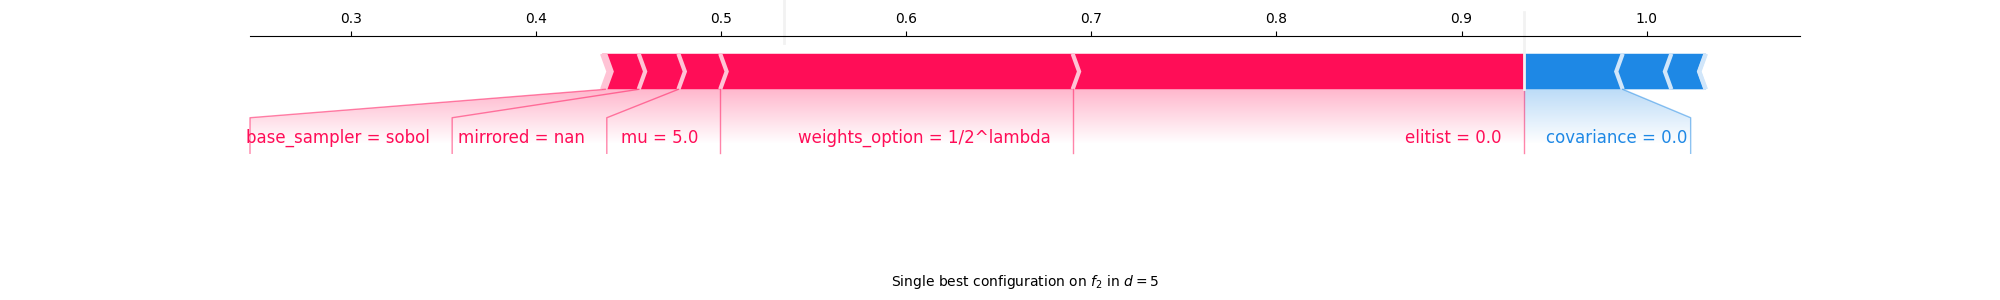 0.3 0.4 0.5 0.6 0.7 0.8 0.9 1.0
base_sampler = sobol mirrored = nan mu = 5.0 weights_option = 1/2^lambda elitist = 0.0 covariance = 0.0
Single best configuration on f₂ in d = 5